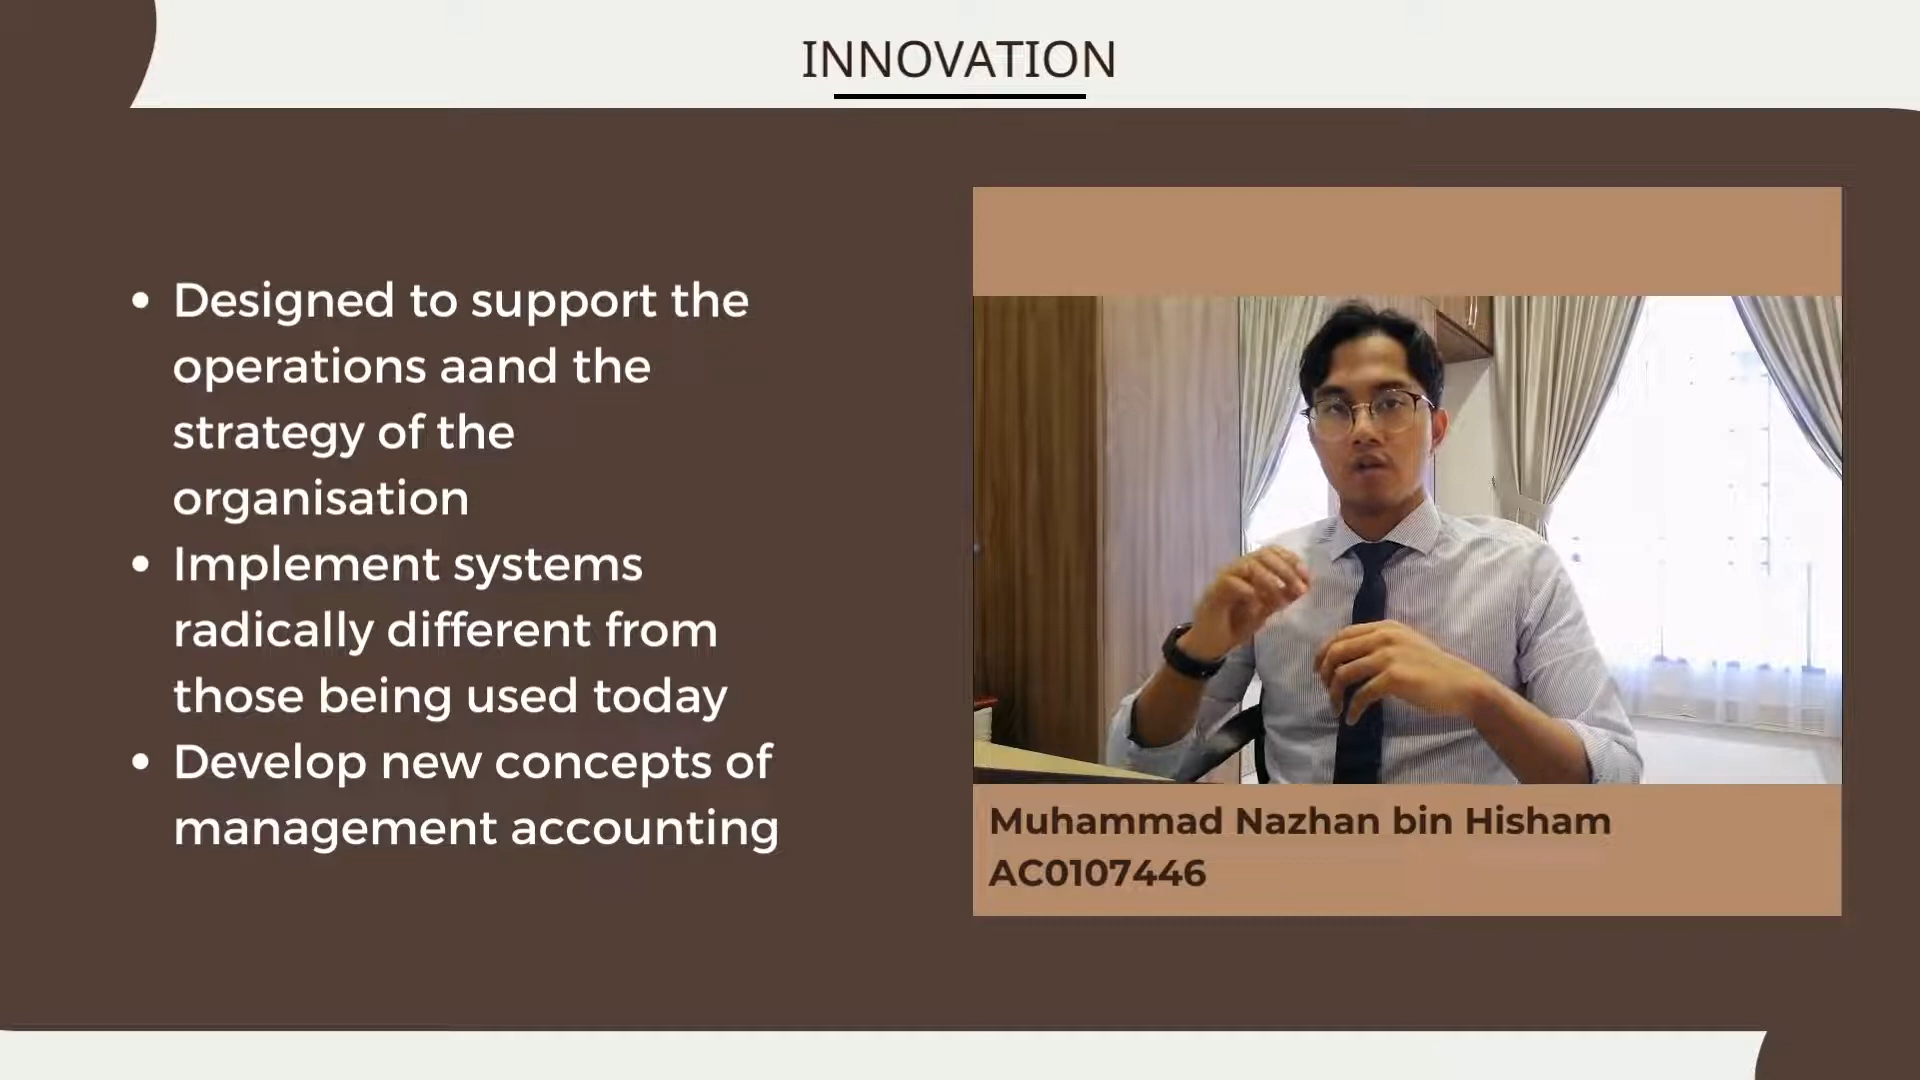 INNOVATION
Designed to support the
operations aand the
strategy of the
organisation
Implement systems
radically different from
those being used today
Develop new concepts of
management accounting
Muhammad Nazhan bin Hisham
AC0107446